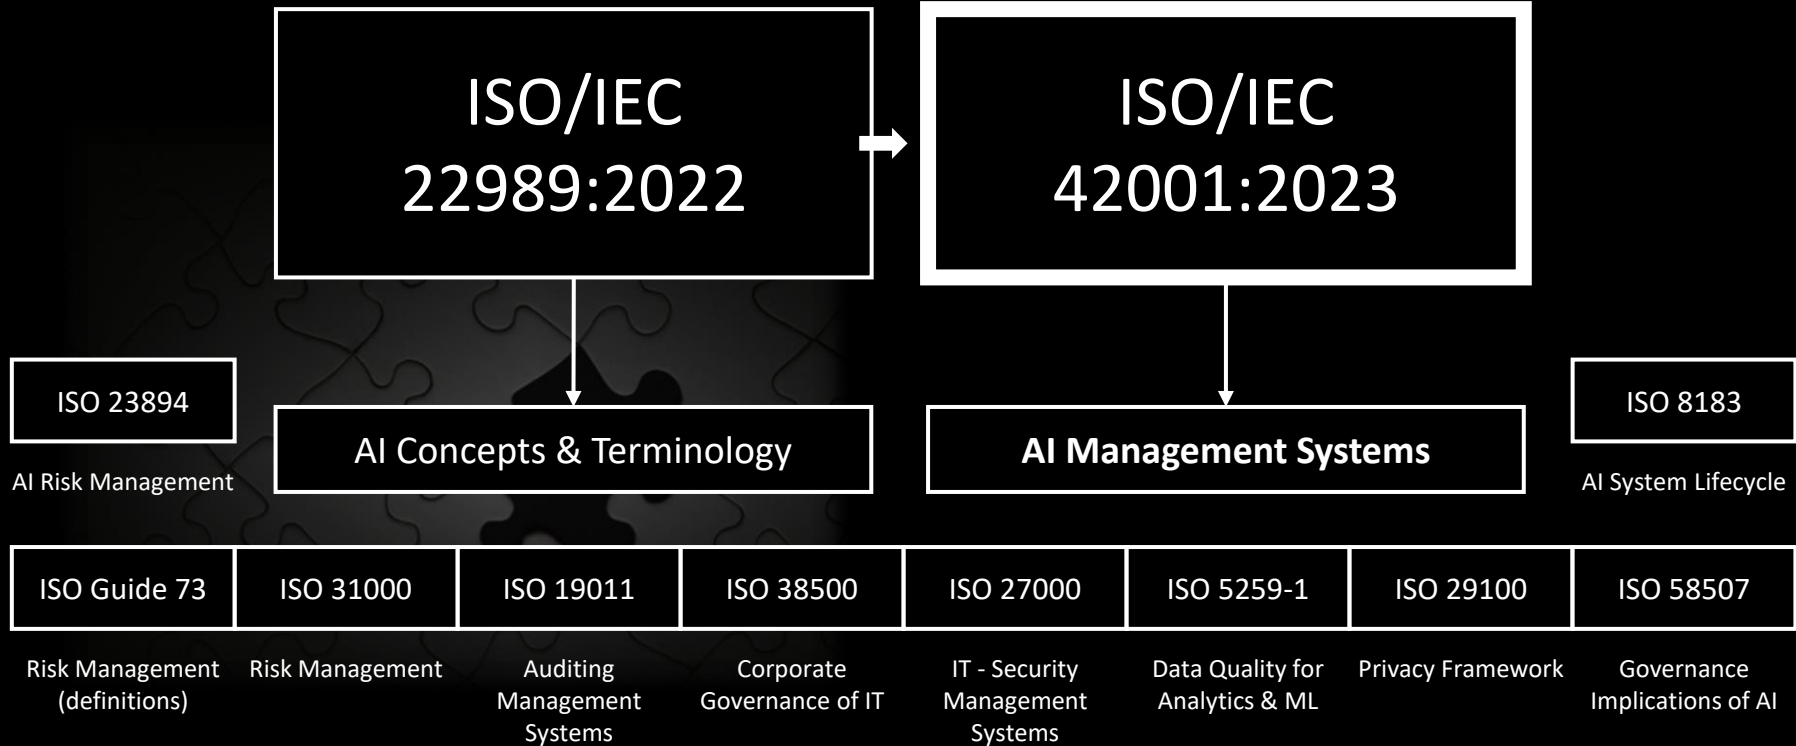 ISO/IEC
22989:2022
ISO/IEC
42001:2023
ISO 23894
AI Risk Management
AI Concepts & Terminology
AI Management Systems
ISO 8183
AI System Lifecycle
ISO Guide 73
Risk Management
(definitions)
ISO 31000
Risk Management
ISO 19011
Auditing
Management
Systems
ISO 38500
Corporate
Governance of IT
ISO 27000
IT - Security
Management
Systems
ISO 5259-1
Data Quality for
Analytics & ML
ISO 29100
Privacy Framework
ISO 58507
Governance
Implications of AI